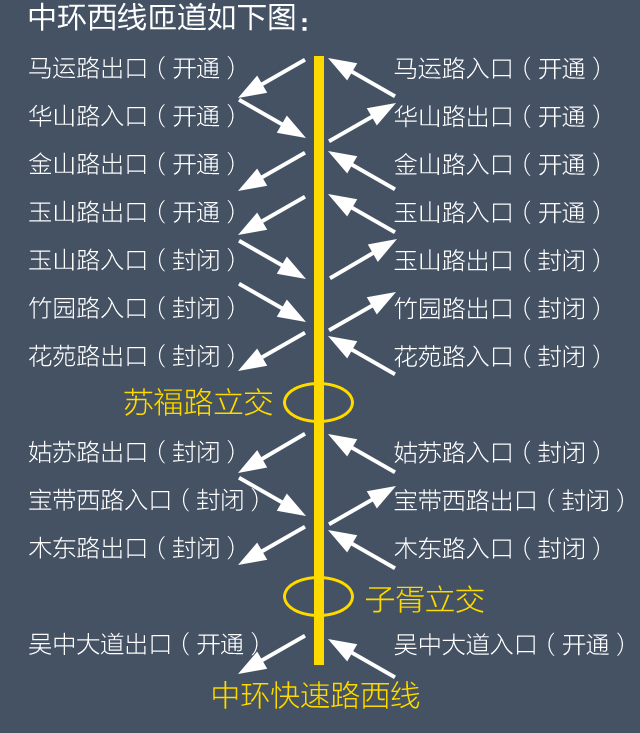 中环西线匝道如下图：
马运路出口（开通） 马运路入口（开通）
华山路入口（开通） 华山路出口（开通）
金山路出口（开通） 金山路入口（开通）
玉山路出口（开通） 玉山路入口（开通）
玉山路入口（封闭） 玉山路出口（封闭）
竹园路入口（封闭） 竹园路出口（封闭）
花苑路出口（封闭） 花苑路入口（封闭）
苏福路立交
姑苏路出口（封闭） 姑苏路入口（封闭）
宝带西路入口（封闭） 宝带西路出口（封闭）
木东路出口（封闭） 木东路入口（封闭）
子胥立交
吴中大道出口（开通） 吴中大道入口（开通）
中环快速路西线